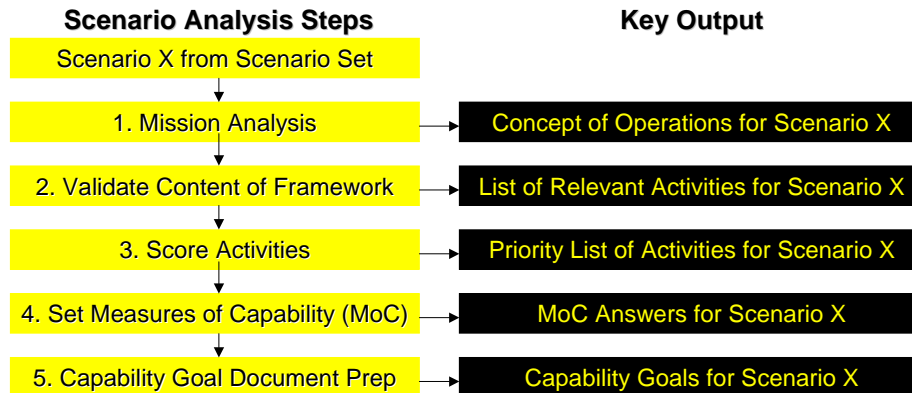 Scenario Analysis Steps
Key Output
Scenario X from Scenario Set
1. Mission Analysis
Concept of Operations for Scenario X
2. Validate Content of Framework
List of Relevant Activities for Scenario X
3. Score Activities
Priority List of Activities for Scenario X
4. Set Measures of Capability (MoC)
MoC Answers for Scenario X
5. Capability Goal Document Prep
Capability Goals for Scenario X